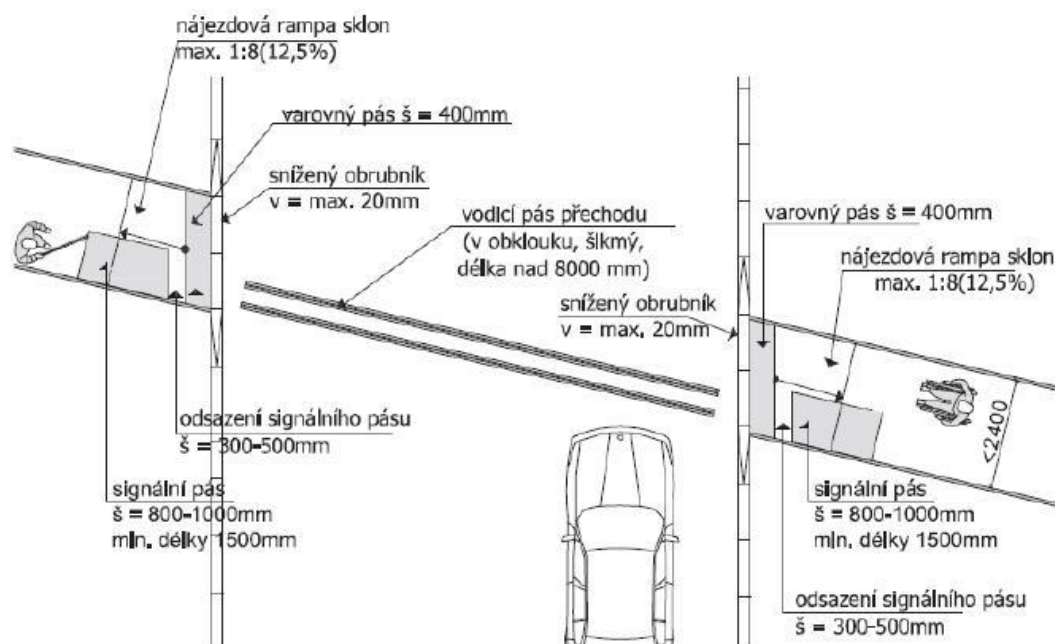 nájezdová rampa sklon
max. 1:8(12,5%)
varovný pás š = 400mm
snížený obrubník
v = max. 20mm
vodicí pás přechodu
(v obklouku, šikmý,
délka nad 8000 mm)
varovný pás š = 400mm
nájezdová rampa sklon
max. 1:8(12,5%)
snížený obrubník
v = max. 20mm
odsazení signálního pásu
š = 300-500mm
signální pás
š = 800-1000mm
min. délky 1500mm
<2400
signální pás
š = 800-1000mm
min. délky 1500mm
odsazení signálního pásu
š = 300-500mm